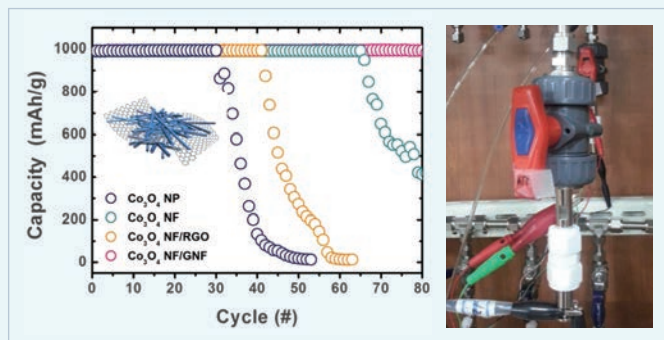 Capacity (mAh/g)
1000
800
600
400
200
0
Co₃O₄ NP
Co₃O₄ NF
Co₃O₄ NF/RGO
Co₃O₄ NF/GNF
0 10 20 30 40 50 60 70 80
Cycle (#)